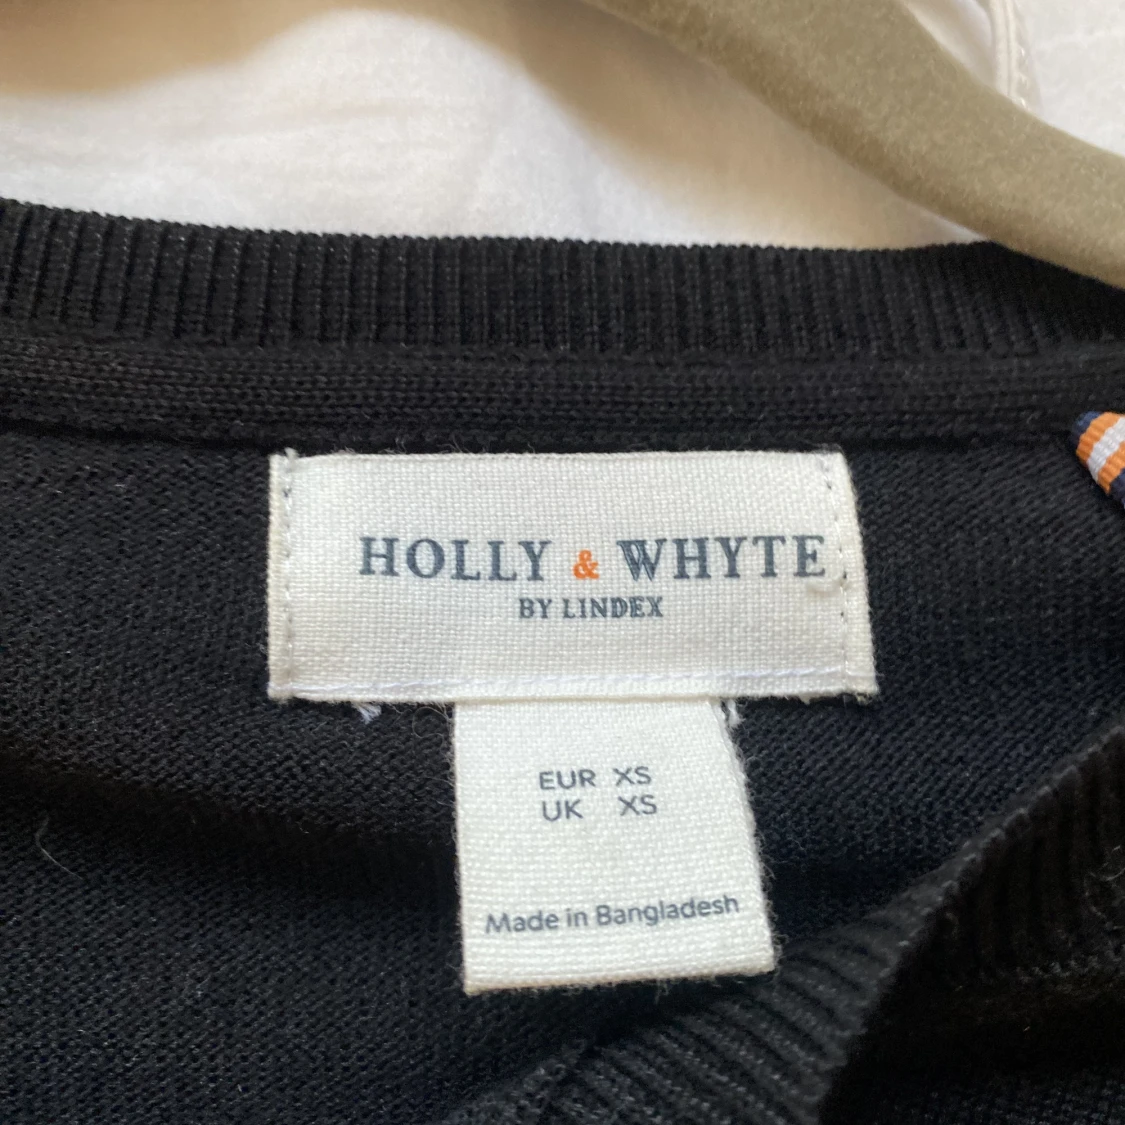 HOLLY & WHYTE
BY LINDEX
EUR XS
UK XS
Made in Bangladesh